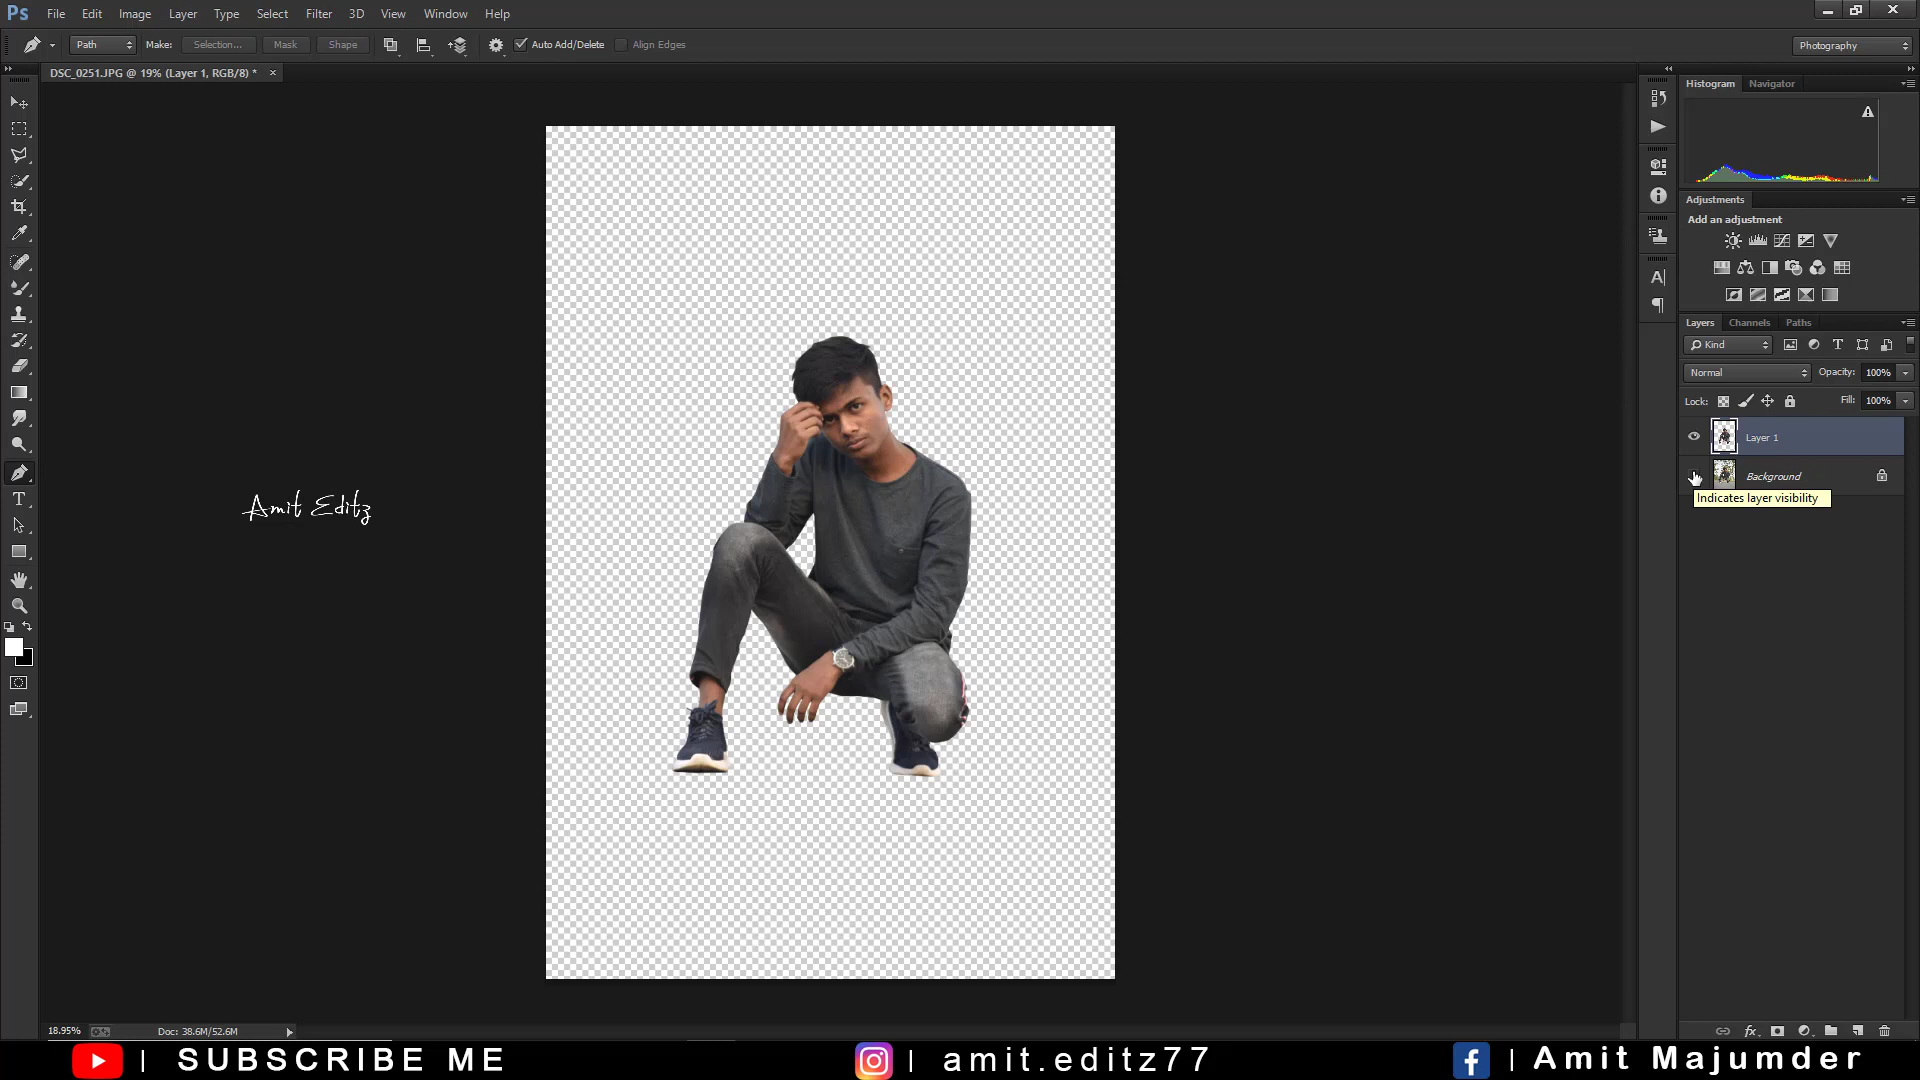 Ps File Edit Image Layer Type Select Filter 3D View Window Help
Path Make: Selection... Mask Shape Auto Add/Delete Align Edges Photography
DSC_0251.JPG @ 19% (Layer 1, RGB/8) *
Histogram Navigator
Adjustments
Add an adjustment
Layers Channels Paths
Kind
Normal Opacity: 100%
Lock: Fill: 100%
Layer 1
Background
Indicates layer visibility
Amit Editz
18.95% Doc: 38.6M/52.6M
| SUBSCRIBE ME | amit.editz77 | Amit Majumder